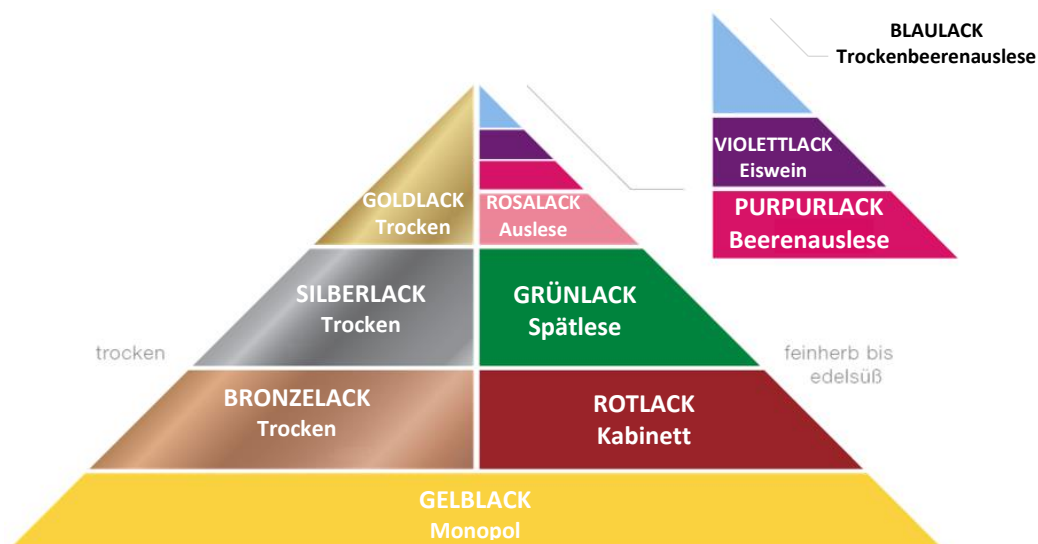 BLAULACK
Trockenbeerenauslese
VIOLETTLACK
Eiswein
PURPURLACK
Beerenauslese
GOLDLACK
Trocken
ROSALACK
Auslese
SILBERLACK
Trocken
GRÜNLACK
Spätlese
trocken
feinherb bis
edelsüß
BRONZELACK
Trocken
ROTLACK
Kabinett
GELBLACK
Monopol